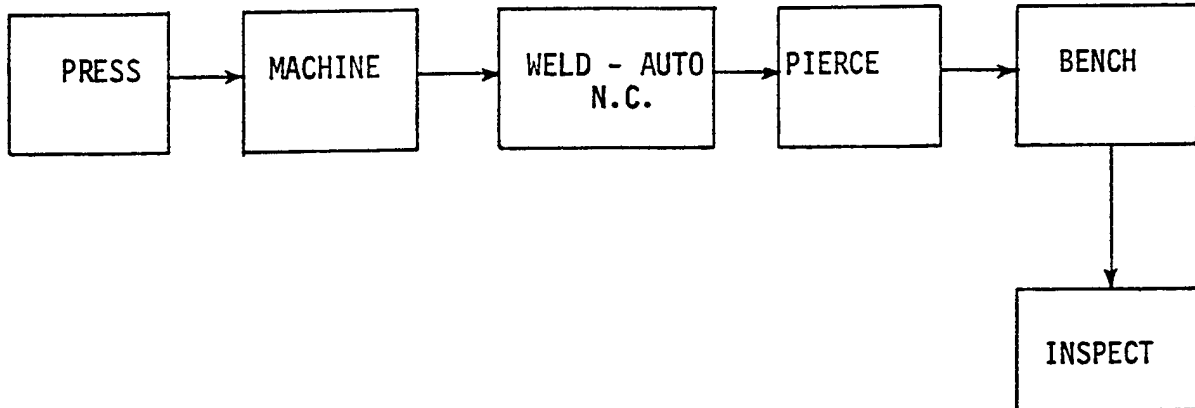 PRESS
MACHINE
WELD - AUTO
N.C.
PIERCE
BENCH
INSPECT